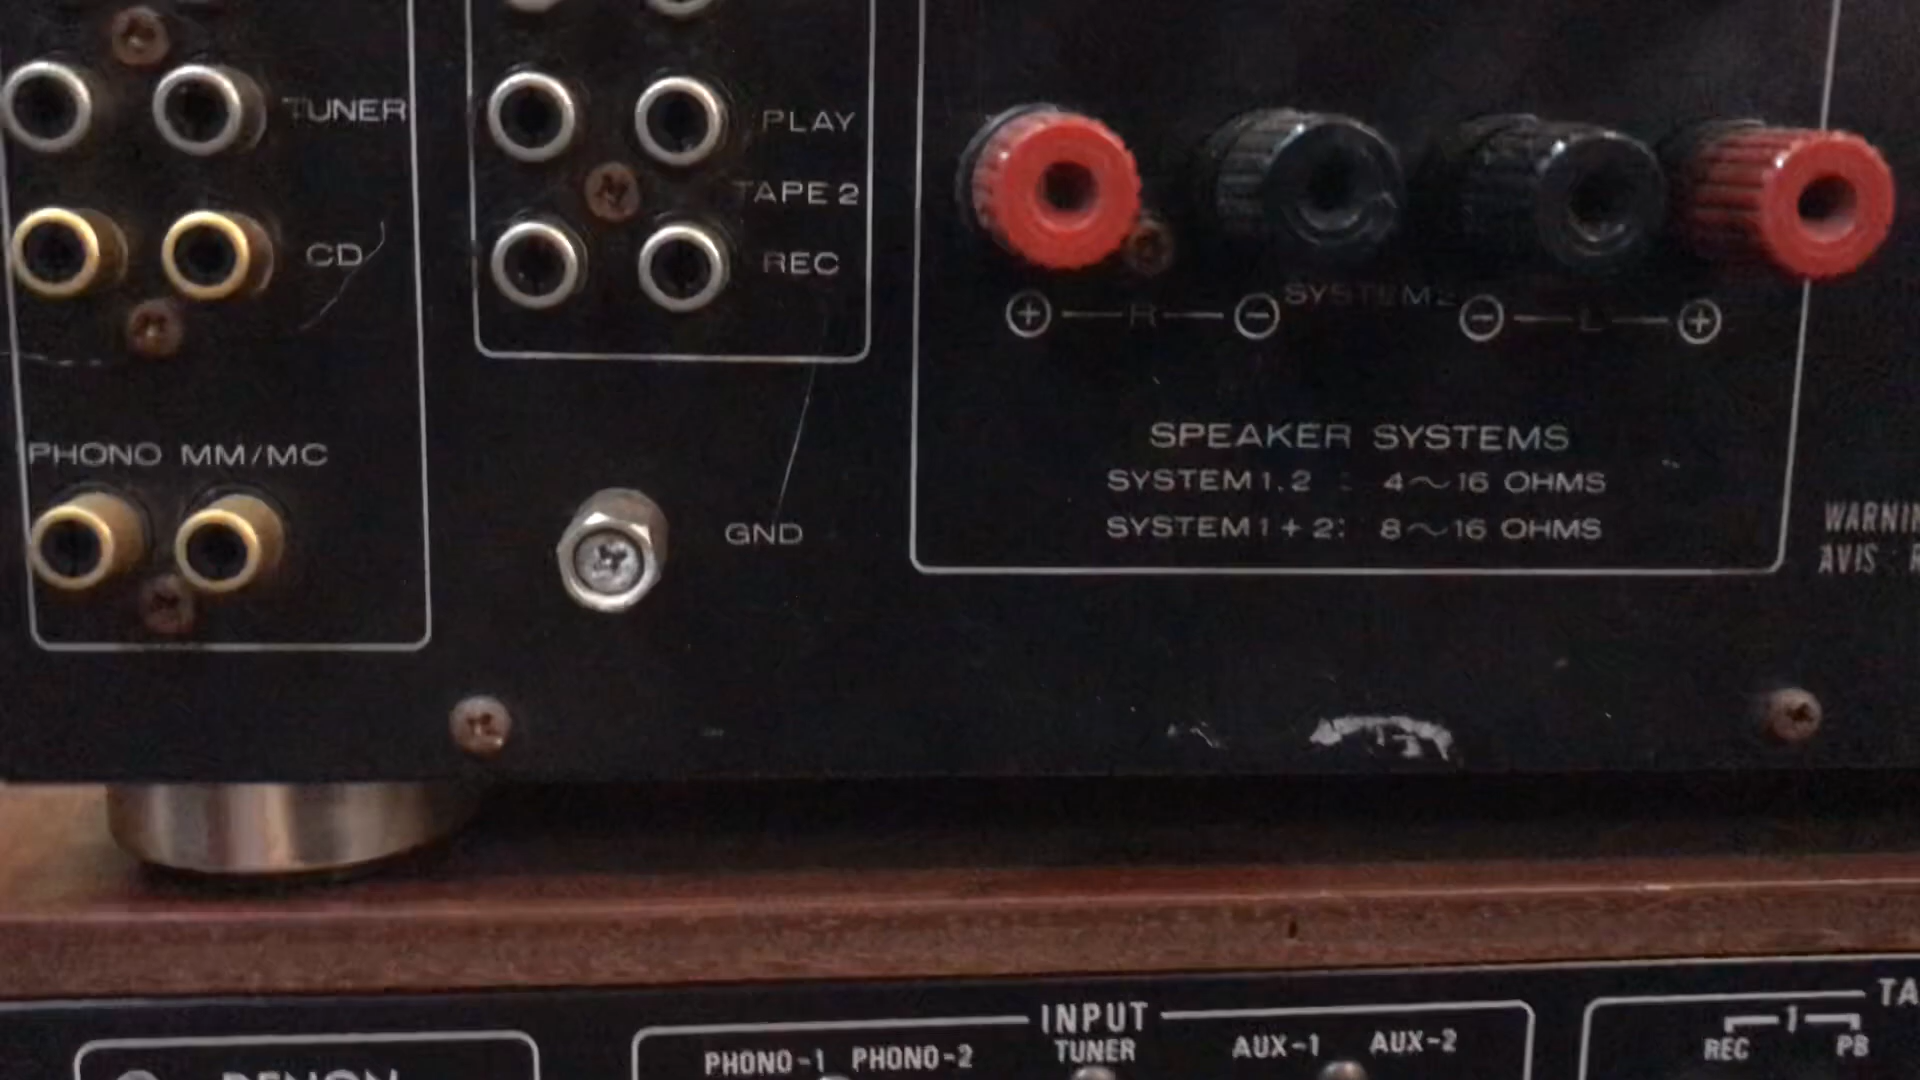 TUNER
CD
PHONO MM/MC
PLAY
TAPE 2
REC
GND
SYSTEM 2
R
L
SPEAKER SYSTEMS
SYSTEM 1.2 : 4~16 OHMS
SYSTEM 1 + 2: 8~16 OHMS
AVIS
INPUT
PHONO-1 PHONO-2 TUNER AUX-1 AUX-2
1
REC PB
DENON